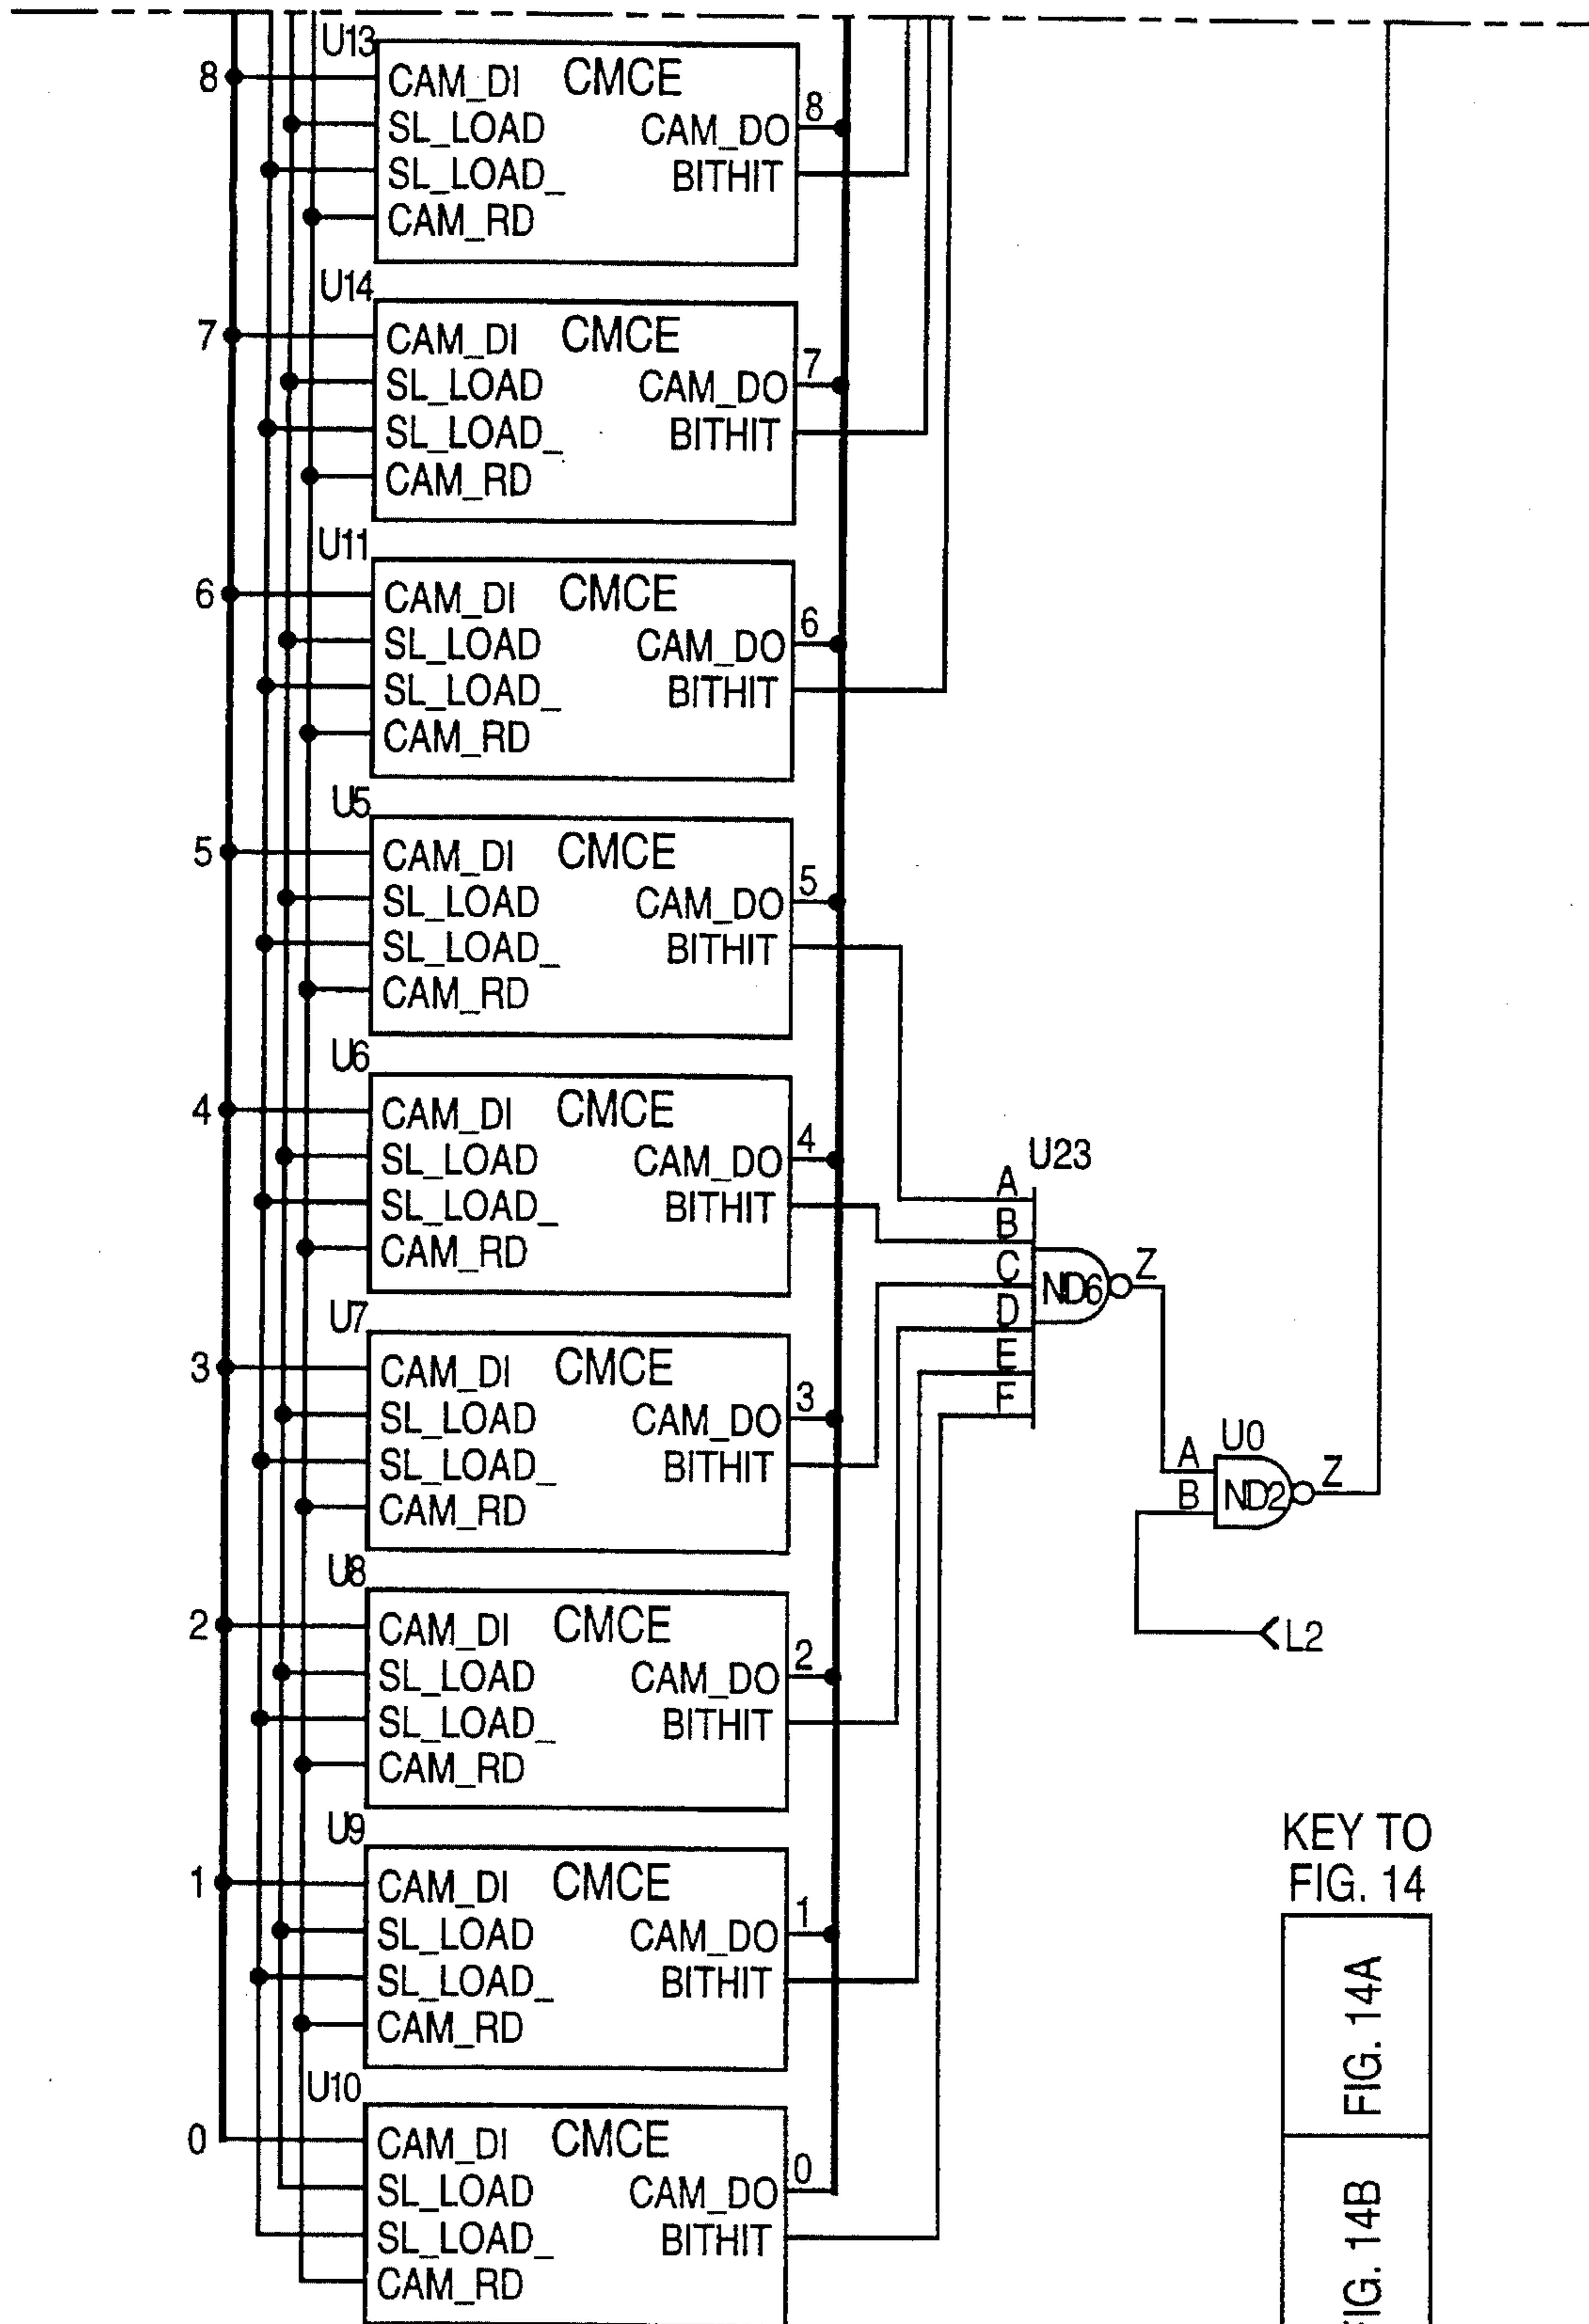 U13
8
CAM_DI CMCE
SL_LOAD CAM_DO 8
SL_LOAD_ BITHIT
CAM_RD
U14
7
CAM_DI CMCE
SL_LOAD CAM_DO 7
SL_LOAD_ BITHIT
CAM_RD
U11
6
CAM_DI CMCE
SL_LOAD CAM_DO 6
SL_LOAD_ BITHIT
CAM_RD
U5
5
CAM_DI CMCE
SL_LOAD CAM_DO 5
SL_LOAD_ BITHIT
CAM_RD
U6
4
CAM_DI CMCE
SL_LOAD CAM_DO 4
SL_LOAD_ BITHIT
CAM_RD
U23
A
B
C
D
E
F
ND6
Z
U7
3
CAM_DI CMCE
SL_LOAD CAM_DO 3
SL_LOAD_ BITHIT
CAM_RD
U0
A
B
ND2
Z
L2
U8
2
CAM_DI CMCE
SL_LOAD CAM_DO 2
SL_LOAD_ BITHIT
CAM_RD
U9
1
CAM_DI CMCE
SL_LOAD CAM_DO 1
SL_LOAD_ BITHIT
CAM_RD
U10
0
CAM_DI CMCE
SL_LOAD CAM_DO 0
SL_LOAD_ BITHIT
CAM_RD
KEY TO
FIG. 14
FIG. 14A
FIG. 14B